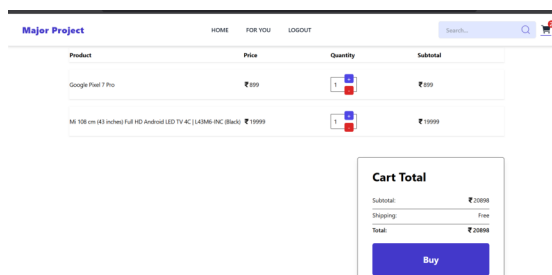 Major Project HOME FOR YOU LOGOUT Search...
Product Price Quantity Subtotal
Google Pixel 7 Pro ₹ 899 1 + - ₹ 899
Mi 108 cm (43 inches) Full HD Android LED TV 4C | L43M6-INC (Black) ₹ 19999 1 + - ₹ 19999
Cart Total
Subtotal: ₹ 20898
Shipping: Free
Total: ₹ 20898
Buy